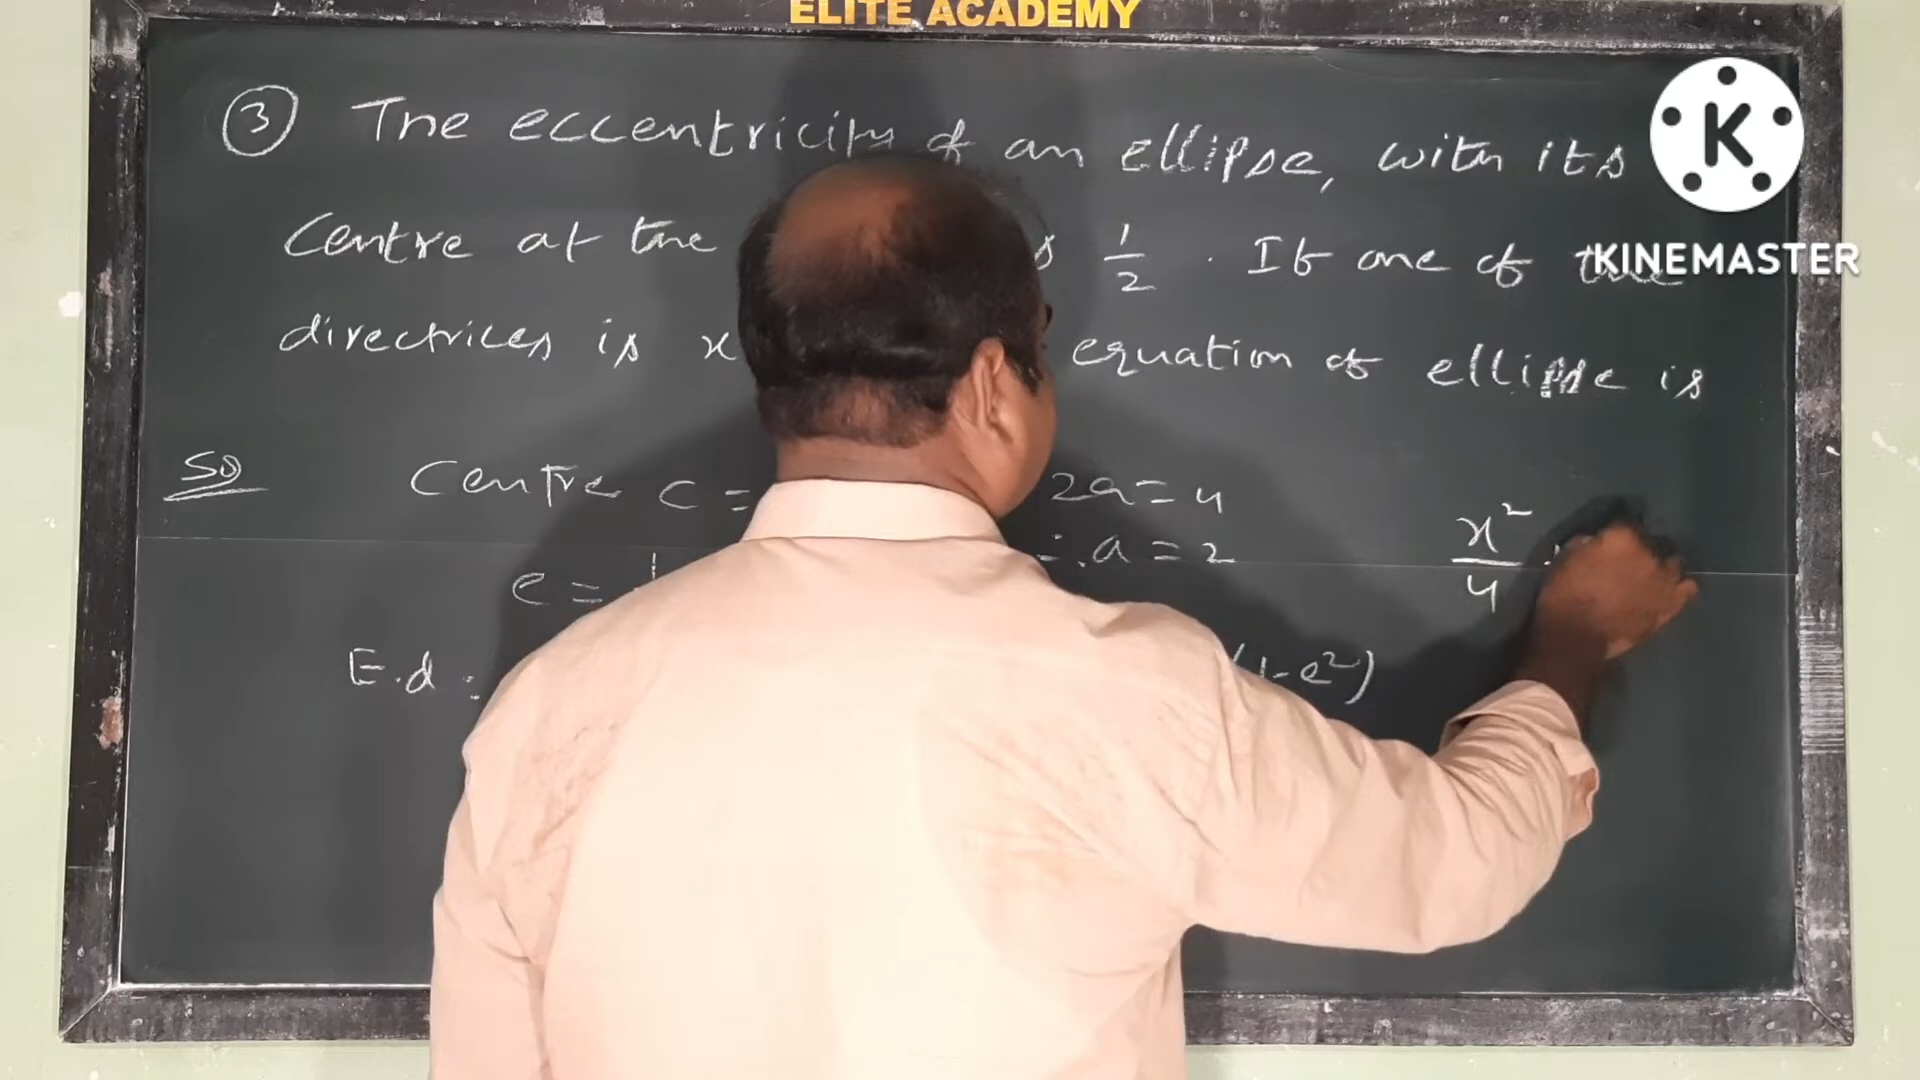 ELITE ACADEMY
③ The eccentricity of an ellipse, with its
K
KINEMASTER
Centre at the 1/2. If one of the
directrices is x equation of ellipse is
Centre C = 2a = 4
x²/4
e = ∴ a = 2
E.d = (1-e²)